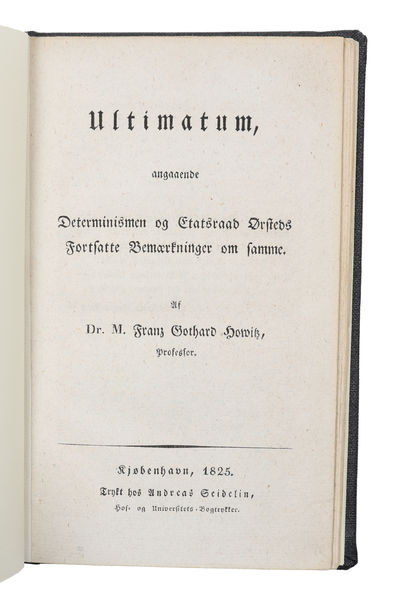 Ultimatum,
angaaende
Determinismen og Etatsraad Ørsteds
Fortsatte Bemærkninger om samme.
Af
Dr. M. Franz Gothard Howitz,
Professor.
Kjøbenhavn, 1825.
Trykt hos Andreas Seidelin,
Hof- og Universitets-Bogtrykker.